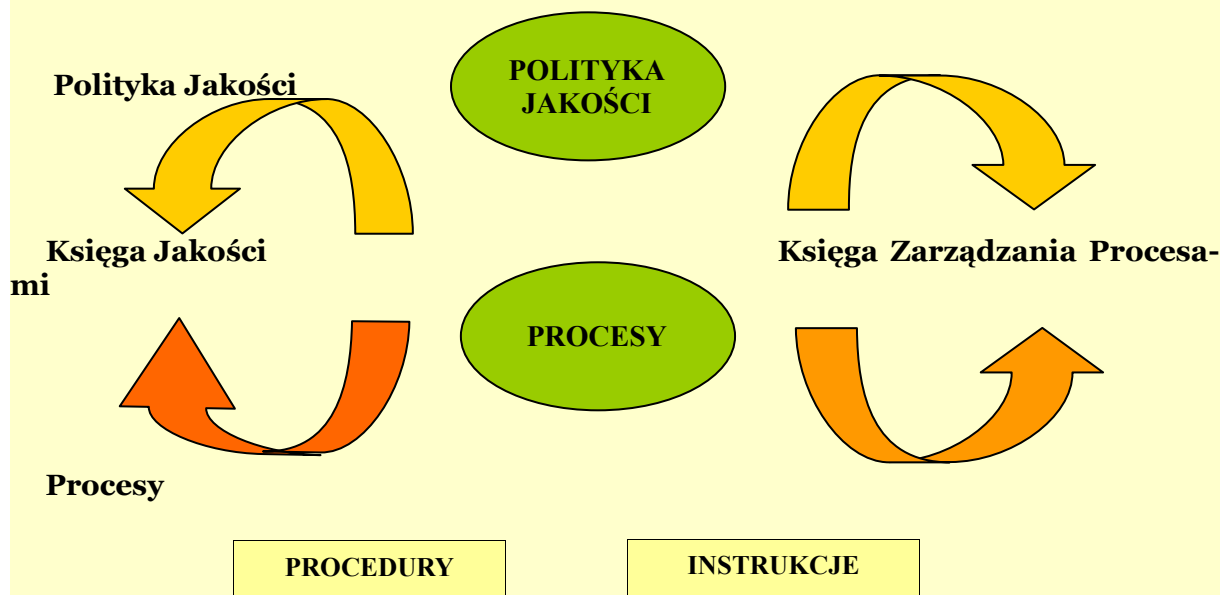 POLITYKA
JAKOŚCI
Polityka Jakości
Księga Jakości
Księga Zarządzania Procesa-
mi
PROCESY
Procesy
PROCEDURY
INSTRUKCJE